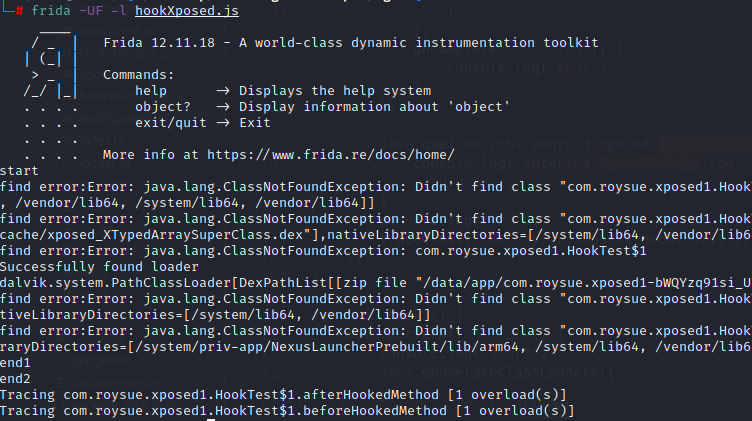 # frida -UF -l hookXposed.js
     ____
    / _  |   Frida 12.11.18 - A world-class dynamic instrumentation toolkit
   | (_| |
    > _  |   Commands:
   /_/ |_|       help      -> Displays the help system
   . . . .       object?   -> Display information about 'object'
   . . . .       exit/quit -> Exit
   . . . .
   . . . .   More info at https://www.frida.re/docs/home/
start
find error:Error: java.lang.ClassNotFoundException: Didn't find class "com.roysue.xposed1.Hook
, /vendor/lib64, /system/lib64, /vendor/lib64]]
find error:Error: java.lang.ClassNotFoundException: Didn't find class "com.roysue.xposed1.Hook
cache/xposed_XTypedArraySuperClass.dex"],nativeLibraryDirectories=[/system/lib64, /vendor/lib6
find error:Error: java.lang.ClassNotFoundException: com.roysue.xposed1.HookTest$1
Successfully found loader
dalvik.system.PathClassLoader[DexPathList[[zip file "/data/app/com.roysue.xposed1-bWQYzq91si_U
find error:Error: java.lang.ClassNotFoundException: Didn't find class "com.roysue.xposed1.Hook
tiveLibraryDirectories=[/system/lib64, /vendor/lib64]]
find error:Error: java.lang.ClassNotFoundException: Didn't find class "com.roysue.xposed1.Hook
raryDirectories=[/system/priv-app/NexusLauncherPrebuilt/lib/arm64, /system/lib64, /vendor/lib6
end1
end2
Tracing com.roysue.xposed1.HookTest$1.afterHookedMethod [1 overload(s)]
Tracing com.roysue.xposed1.HookTest$1.beforeHookedMethod [1 overload(s)]